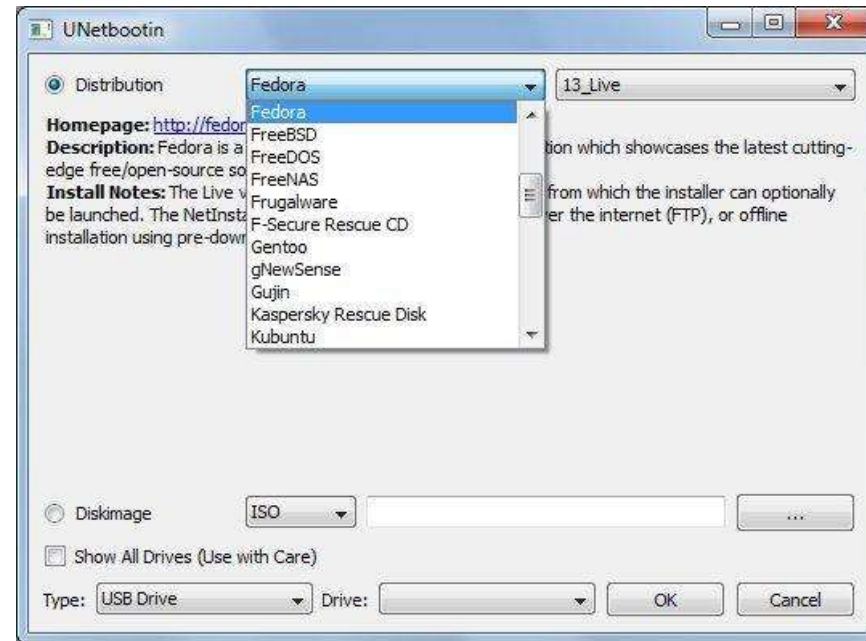 UNetbootin
Distribution
Fedora
13_Live
Fedora
FreeBSD
FreeDOS
FreeNAS
Frugalware
F-Secure Rescue CD
Gentoo
gNewSense
Gujin
Kaspersky Rescue Disk
Kubuntu
Homepage: http://fedor
Description: Fedora is a tion which showcases the latest cutting-
edge free/open-source so
Install Notes: The Live v from which the installer can optionally
be launched. The NetInsta er the internet (FTP), or offline
installation using pre-dow
Diskimage
ISO
...
Show All Drives (Use with Care)
Type: USB Drive Drive: OK Cancel